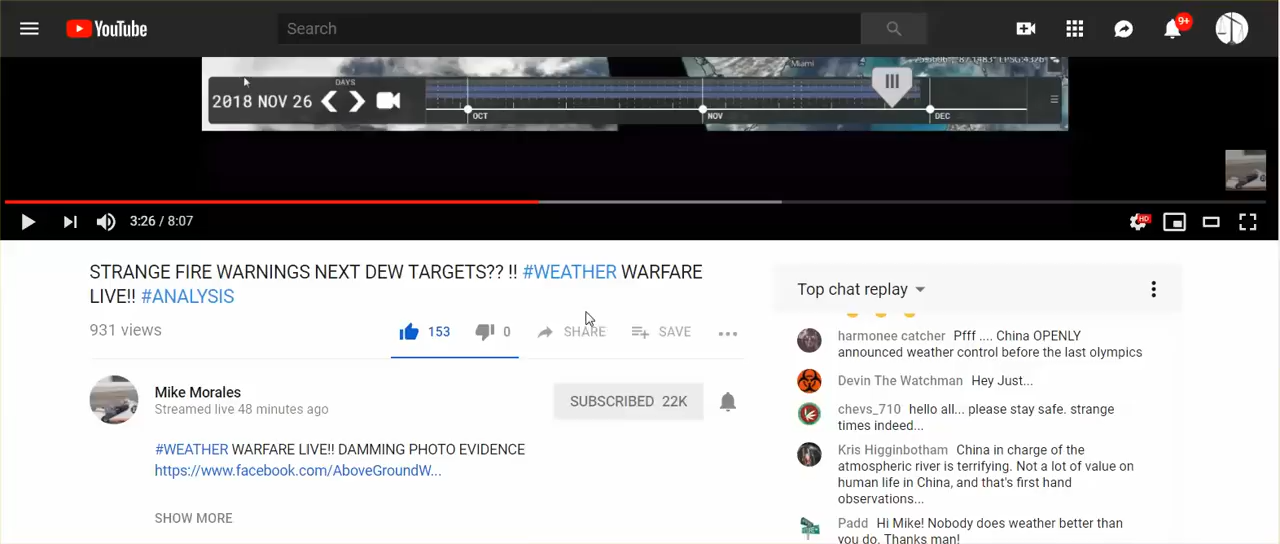 YouTube
Search
9+
Miami
DAYS
2018 NOV 26
OCT
NOV
DEC
3:26 / 8:07
HD
STRANGE FIRE WARNINGS NEXT DEW TARGETS?? !! #WEATHER WARFARE
LIVE!! #ANALYSIS
931 views
153
0
SHARE
SAVE
Mike Morales
Streamed live 48 minutes ago
SUBSCRIBED 22K
#WEATHER WARFARE LIVE!! DAMMING PHOTO EVIDENCE
https://www.facebook.com/AboveGroundW...
SHOW MORE
Top chat replay
harmonee catcher Pfff .... China OPENLY
announced weather control before the last olympics
Devin The Watchman Hey Just...
chevs_710 hello all... please stay safe. strange
times indeed...
Kris Higginbotham China in charge of the
atmospheric river is terrifying. Not a lot of value on
human life in China, and that's first hand
observations...
Padd Hi Mike! Nobody does weather better than
you do. Thanks man!